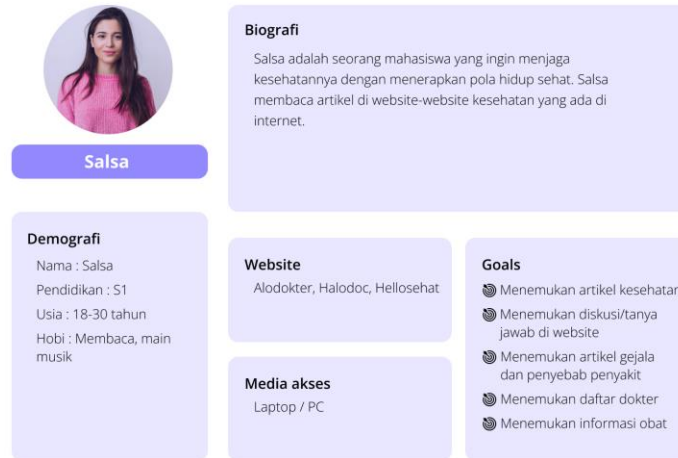 Salsa
Biografi
Salsa adalah seorang mahasiswa yang ingin menjaga
kesehatannya dengan menerapkan pola hidup sehat. Salsa
membaca artikel di website-website kesehatan yang ada di
internet.
Demografi
Nama : Salsa
Pendidikan : S1
Usia : 18-30 tahun
Hobi : Membaca, main
musik
Website
Alodokter, Halodoc, Hellosehat
Media akses
Laptop / PC
Goals
Menemukan artikel kesehatan
Menemukan diskusi/tanya
jawab di website
Menemukan artikel gejala
dan penyebab penyakit
Menemukan daftar dokter
Menemukan informasi obat